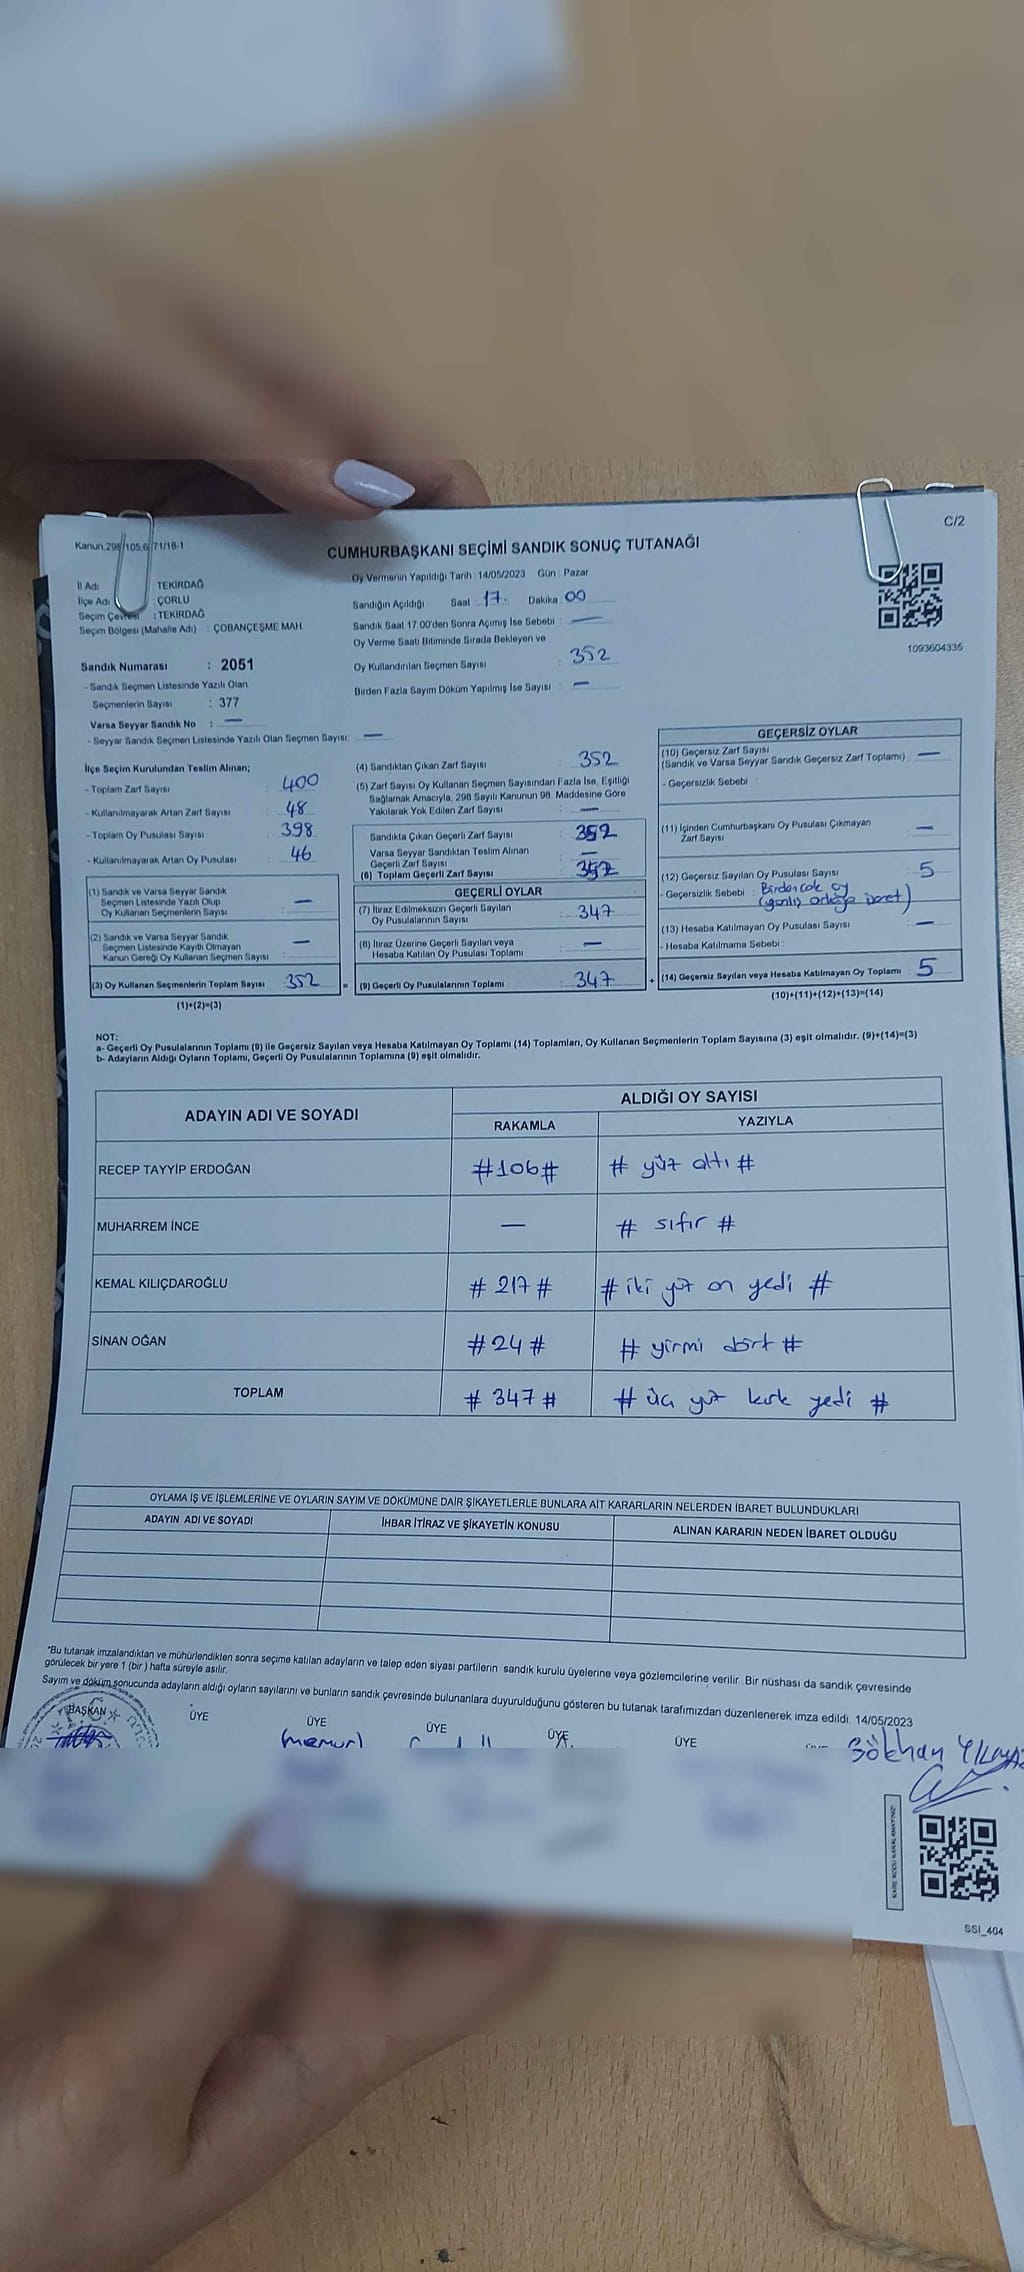 C/2
Kanun,298/105,6/71/18-1
CUMHURBAŞKANI SEÇİMİ SANDIK SONUÇ TUTANAĞI
İl Adı : TEKİRDAĞ
İlçe Adı : ÇORLU
Seçim Çevresi : TEKİRDAĞ
Seçim Bölgesi (Mahalle Adı) : ÇOBANÇEŞME MAH.
Sandık Numarası : 2051
- Sandık Seçmen Listesinde Yazılı Olan
Seçmenlerin Sayısı : 377
Varsa Seyyar Sandık No : —
- Seyyar Sandık Seçmen Listesinde Yazılı Olan Seçmen Sayısı: —
Oy Vermenin Yapıldığı Tarih : 14/05/2023 Gün : Pazar
Sandığın Açıldığı Saat 17. Dakika 00
Sandık Saat 17:00'den Sonra Açımış İse Sebebi : —
Oy Verme Saati Bitiminde Sırada Bekleyen ve
Oy Kullandırılan Seçmen Sayısı : 352
Birden Fazla Sayım Döküm Yapılmış İse Sayısı : —
1093604335
İlçe Seçim Kurulundan Teslim Alınan;
- Toplam Zarf Sayısı : 400
- Kullanılmayarak Artan Zarf Sayısı : 48
- Toplam Oy Pusulası Sayısı : 398
- Kullanılmayarak Artan Oy Pusulası : 46
(1) Sandık ve Varsa Seyyar Sandık
Seçmen Listesinde Yazılı Olup
Oy Kullanan Seçmenlerin Sayısı : —
(2) Sandık ve Varsa Seyyar Sandık
Seçmen Listesinde Kayıtlı Olmayan
Kanun Gereği Oy Kullanan Seçmen Sayısı : —
(3) Oy Kullanan Seçmenlerin Toplam Sayısı : 352
(1)+(2)=(3)
(4) Sandıktan Çıkan Zarf Sayısı : 352
(5) Zarf Sayısı Oy Kullanan Seçmen Sayısından Fazla İse, Eşitliği
Sağlamak Amacıyla, 298 Sayılı Kanunun 98. Maddesine Göre
Yakılarak Yok Edilen Zarf Sayısı : —
Sandıkta Çıkan Geçerli Zarf Sayısı : 352
Varsa Seyyar Sandıktan Teslim Alınan
Geçerli Zarf Sayısı : —
(6) Toplam Geçerli Zarf Sayısı : 352
GEÇERLİ OYLAR
(7) İtiraz Edilmeksizin Geçerli Sayılan
Oy Pusulalarının Sayısı : 347
(8) İtiraz Üzerine Geçerli Sayılan veya
Hesaba Katılan Oy Pusulası Toplamı : —
= (9) Geçerli Oy Pusulalarının Toplamı : 347
GEÇERSİZ OYLAR
(10) Geçersiz Zarf Sayısı
(Sandık ve Varsa Seyyar Sandık Geçersiz Zarf Toplamı) : —
- Geçersizlik Sebebi :
(11) İçinden Cumhurbaşkanı Oy Pusulası Çıkmayan
Zarf Sayısı : —
(12) Geçersiz Sayılan Oy Pusulası Sayısı : 5
- Geçersizlik Sebebi : Birden çok oy
(13) Hesaba Katılmayan Oy Pusulası Sayısı : —
- Hesaba Katılmama Sebebi :
+ (14) Geçersiz Sayılan veya Hesaba Katılmayan Oy Toplamı : 5
(10)+(11)+(12)+(13)=(14)
NOT:
a- Geçerli Oy Pusulalarının Toplamı (9) ile Geçersiz Sayılan veya Hesaba Katılmayan Oy Toplamı (14) Toplamları, Oy Kullanan Seçmenlerin Toplam Sayısına (3) eşit olmalıdır. (9)+(14)=(3)
b- Adayların Aldığı Oyların Toplamı, Geçerli Oy Pusulalarının Toplamına (9) eşit olmalıdır.
ADAYIN ADI VE SOYADI ALDIĞI OY SAYISI
RAKAMLA YAZIYLA
RECEP TAYYİP ERDOĞAN #106# # yüz altı #
MUHARREM İNCE — # sıfır #
KEMAL KILIÇDAROĞLU # 217 # # iki yüz on yedi #
SİNAN OĞAN # 24 # # yirmi dört #
TOPLAM # 347 # # üç yüz kırk yedi #
OYLAMA İŞ VE İŞLEMLERİNE VE OYLARIN SAYIM VE DÖKÜMÜNE DAİR ŞİKAYETLERLE BUNLARA AİT KARARLARIN NELERDEN İBARET BULUNDUKLARI
ADAYIN ADI VE SOYADI İHBAR İTİRAZ VE ŞİKAYETİN KONUSU ALINAN KARARIN NEDEN İBARET OLDUĞU
*Bu tutanak imzalandıktan ve mühürlendikten sonra seçime katılan adayların ve talep eden siyasi partilerin sandık kurulu üyelerine veya gözlemcilerine verilir. Bir nüshası da sandık çevresinde
görülecek bir yere 1 (bir ) hafta süreyle asılır.
Sayım ve döküm sonucunda adayların aldığı oyların sayılarını ve bunların sandık çevresinde bulunanlara duyurulduğunu gösteren bu tutanak tarafımızdan düzenlenerek imza edildi. 14/05/2023
BAŞKAN ÜYE ÜYE ÜYE ÜYE ÜYE
(memur) Gökhan YILMAZ
KARE KODU KARALAMAYINIZ!
SSI_404